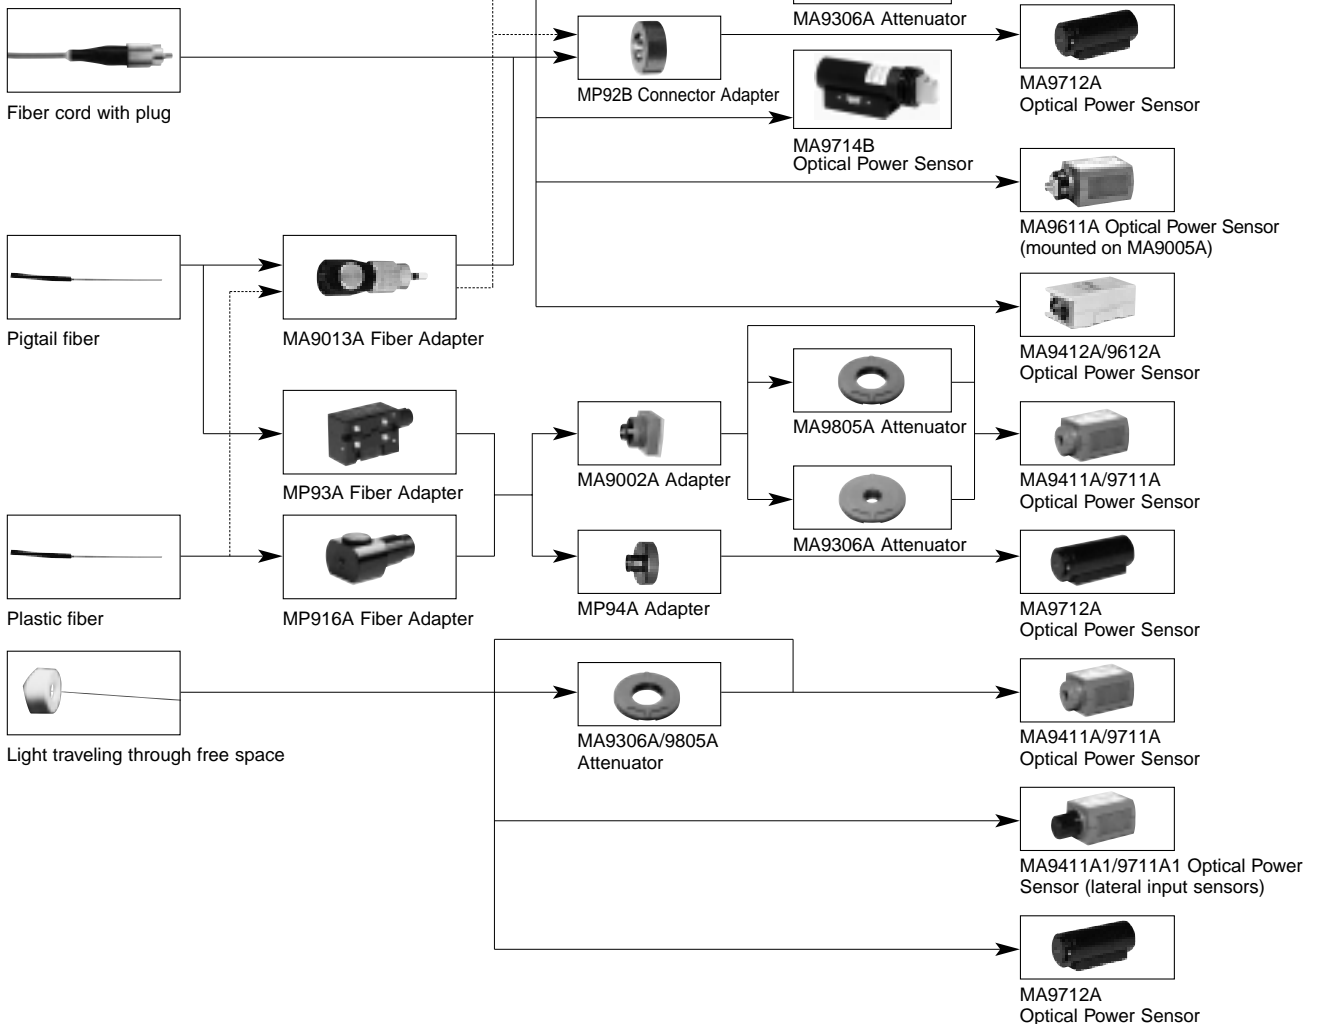 MA9306A Attenuator
MP92B Connector Adapter
MA9712A
Optical Power Sensor
Fiber cord with plug
MA9714B
Optical Power Sensor
MA9611A Optical Power Sensor
(mounted on MA9005A)
Pigtail fiber
MA9013A Fiber Adapter
MA9412A/9612A
Optical Power Sensor
MA9805A Attenuator
MP93A Fiber Adapter
MA9002A Adapter
MA9411A/9711A
Optical Power Sensor
MA9306A Attenuator
Plastic fiber
MP916A Fiber Adapter
MP94A Adapter
MA9712A
Optical Power Sensor
Light traveling through free space
MA9306A/9805A
Attenuator
MA9411A/9711A
Optical Power Sensor
MA9411A1/9711A1 Optical Power
Sensor (lateral input sensors)
MA9712A
Optical Power Sensor